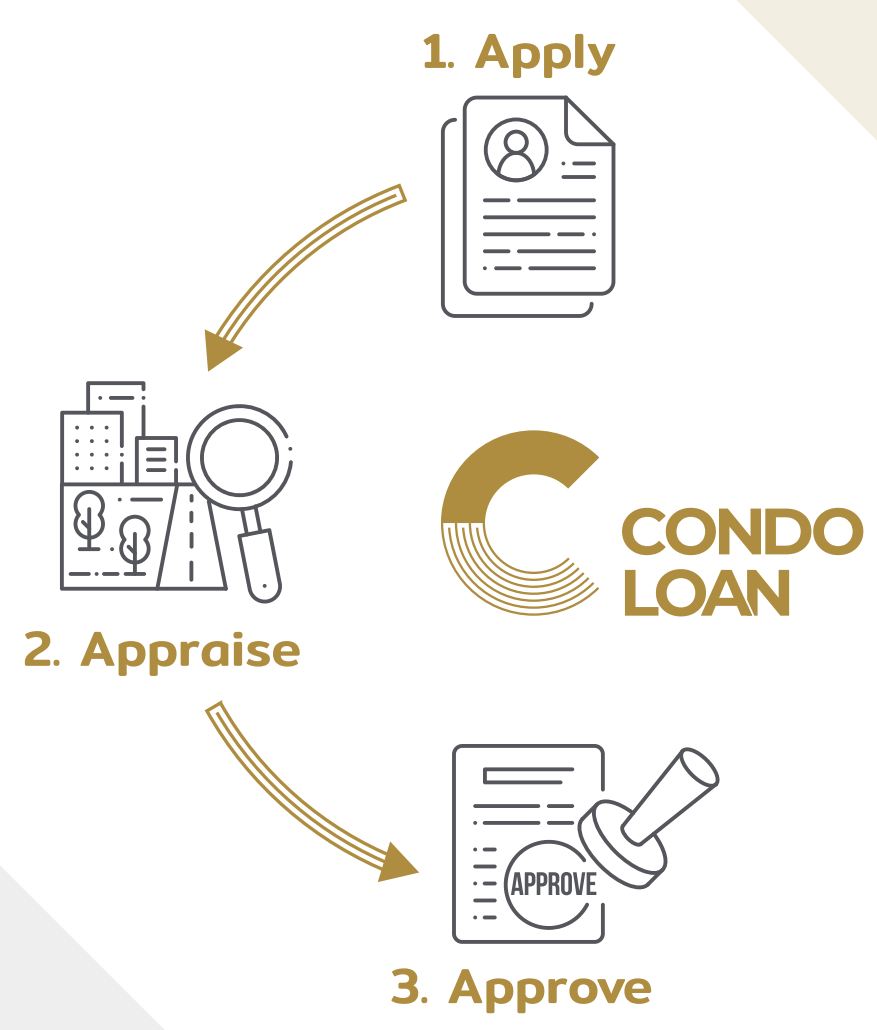 1. Apply
CONDO
LOAN
2. Appraise
APPROVE
3. Approve